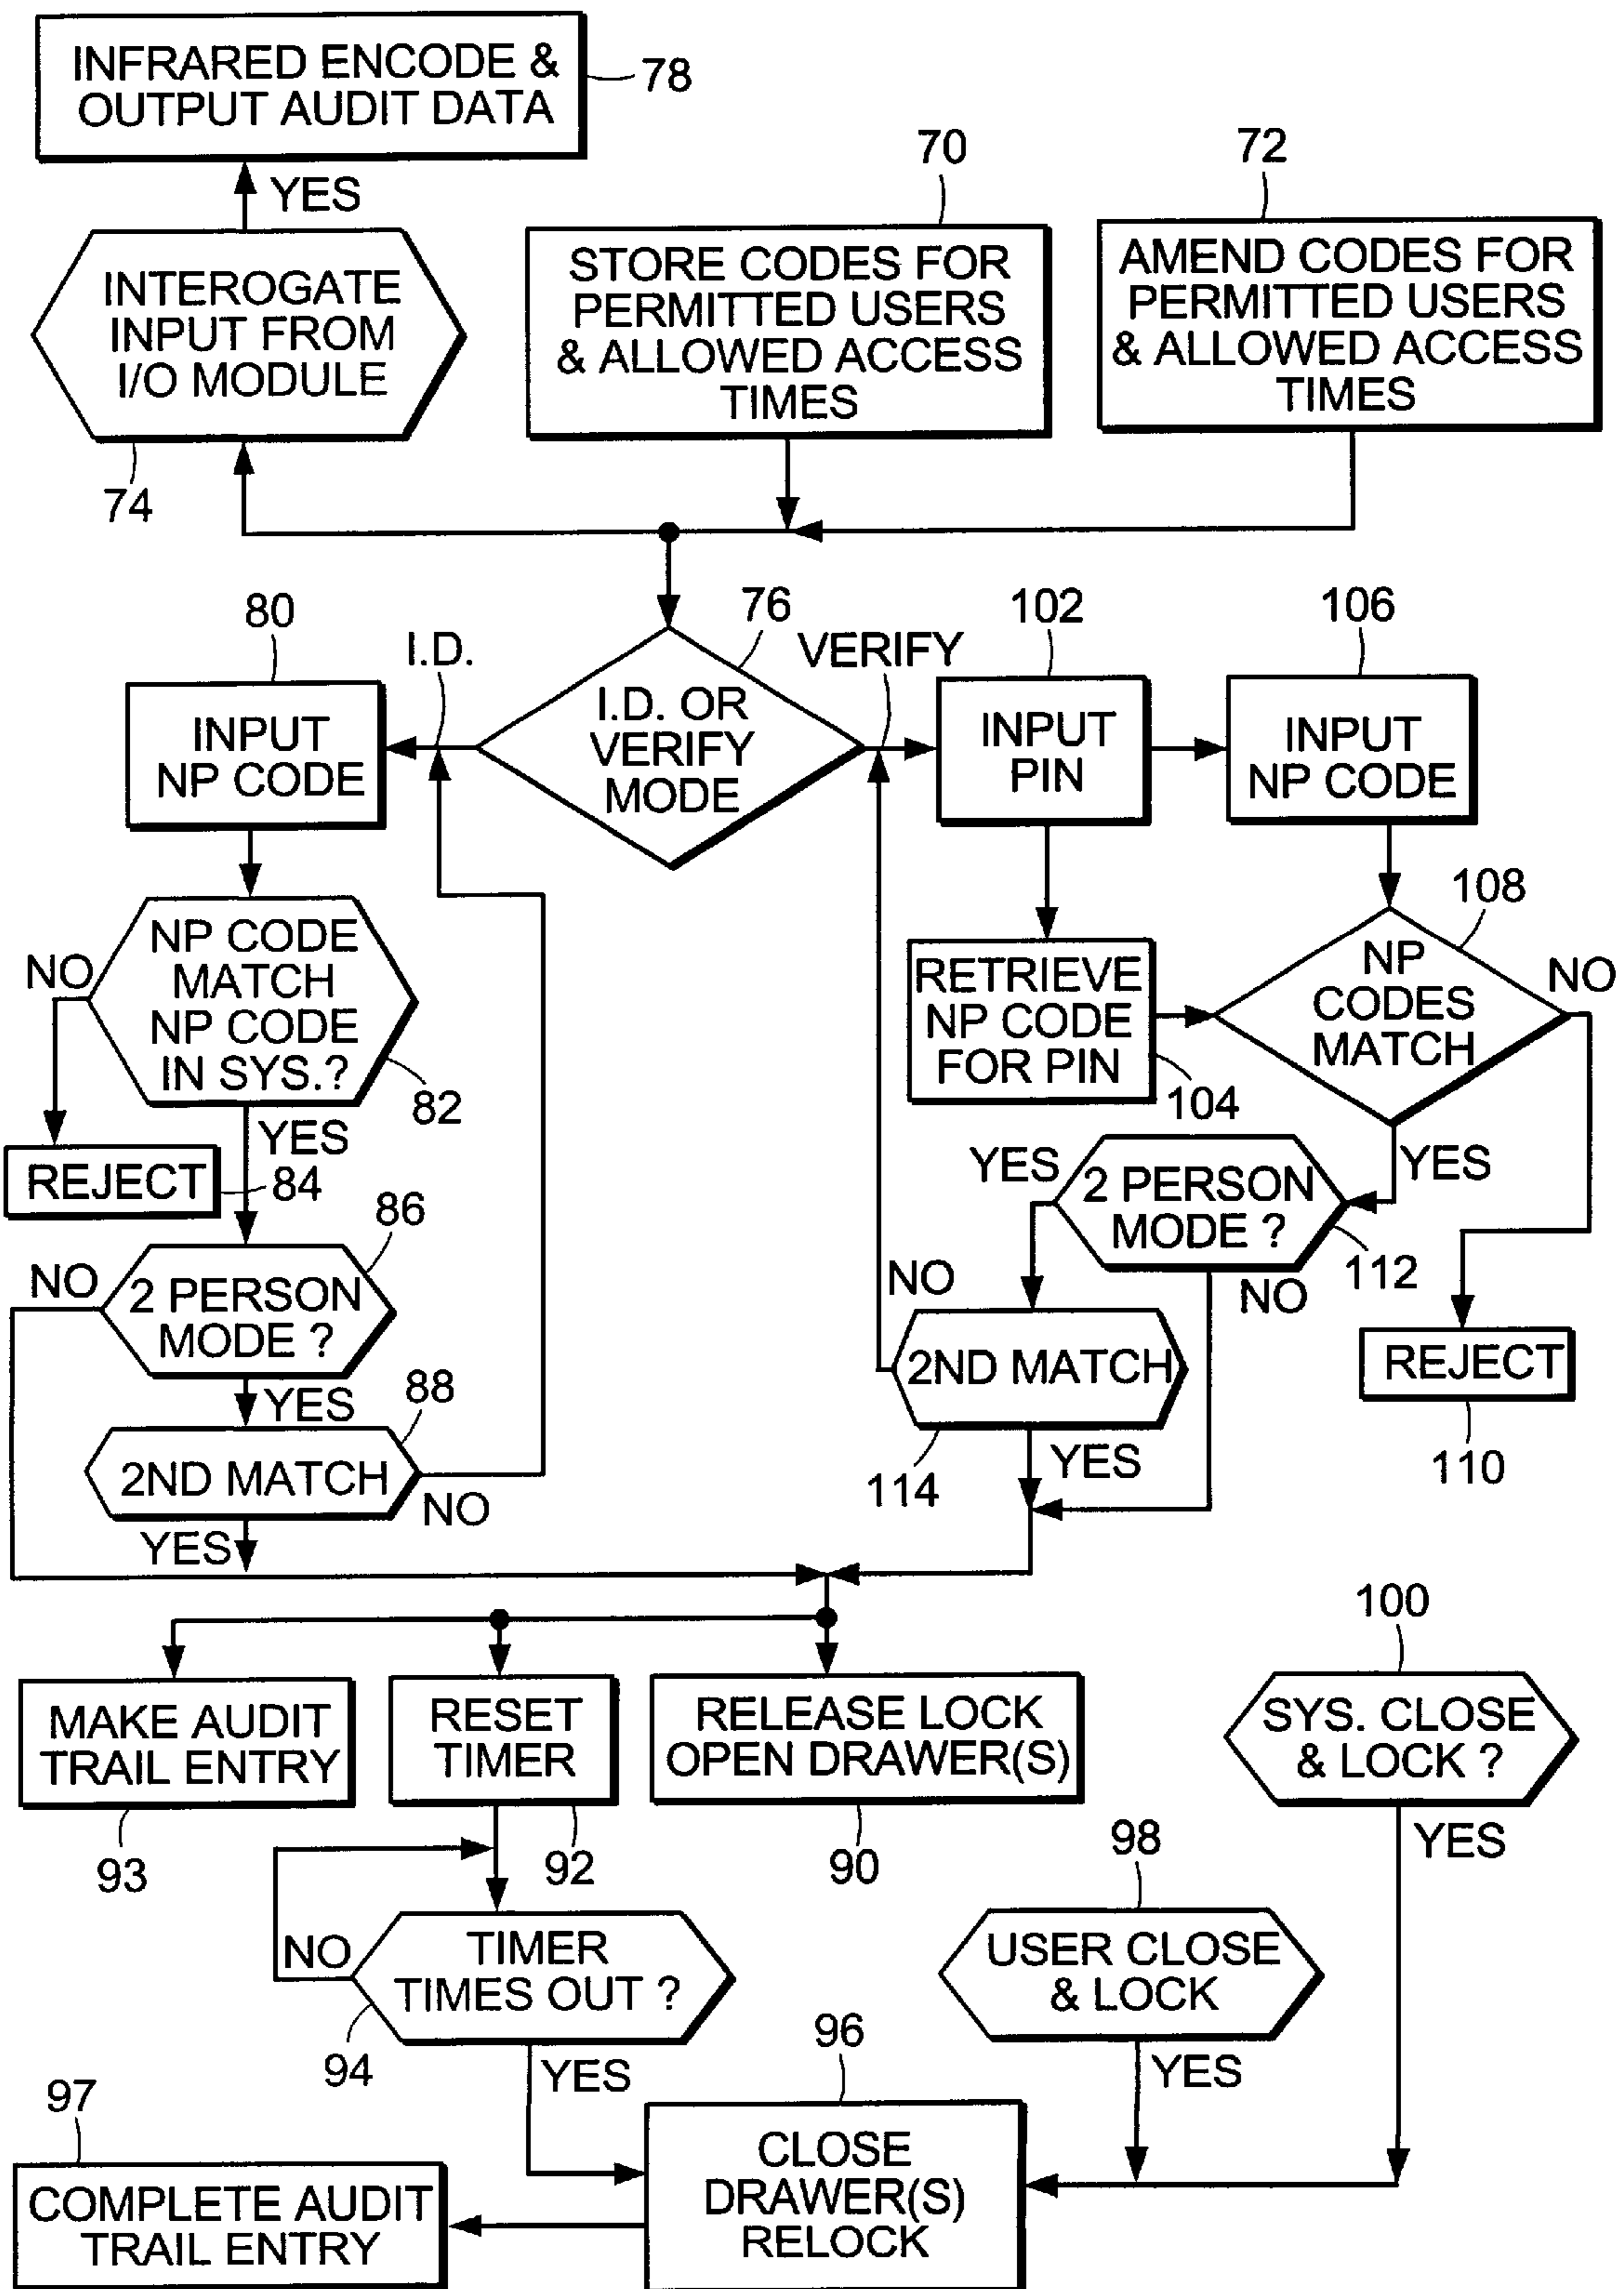 INFRARED ENCODE &
OUTPUT AUDIT DATA
78
YES
INTEROGATE
INPUT FROM
I/O MODULE
74
70
STORE CODES FOR
PERMITTED USERS
& ALLOWED ACCESS
TIMES
72
AMEND CODES FOR
PERMITTED USERS
& ALLOWED ACCESS
TIMES
80
INPUT
NP CODE
I.D.
76
I.D. OR
VERIFY
MODE
VERIFY
102
INPUT
PIN
106
INPUT
NP CODE
NP CODE
MATCH
NP CODE
IN SYS.?
82
NO
YES
REJECT
84
86
2 PERSON
MODE ?
NO
YES
88
2ND MATCH
NO
YES
RETRIEVE
NP CODE
FOR PIN
104
108
NP
CODES
MATCH
NO
YES
2 PERSON
MODE ?
112
YES
NO
NO
2ND MATCH
114
YES
REJECT
110
MAKE AUDIT
TRAIL ENTRY
93
RESET
TIMER
92
RELEASE LOCK
OPEN DRAWER(S)
90
100
SYS. CLOSE
& LOCK ?
YES
98
USER CLOSE
& LOCK
YES
NO
TIMER
TIMES OUT ?
94
YES
96
CLOSE
DRAWER(S)
RELOCK
97
COMPLETE AUDIT
TRAIL ENTRY